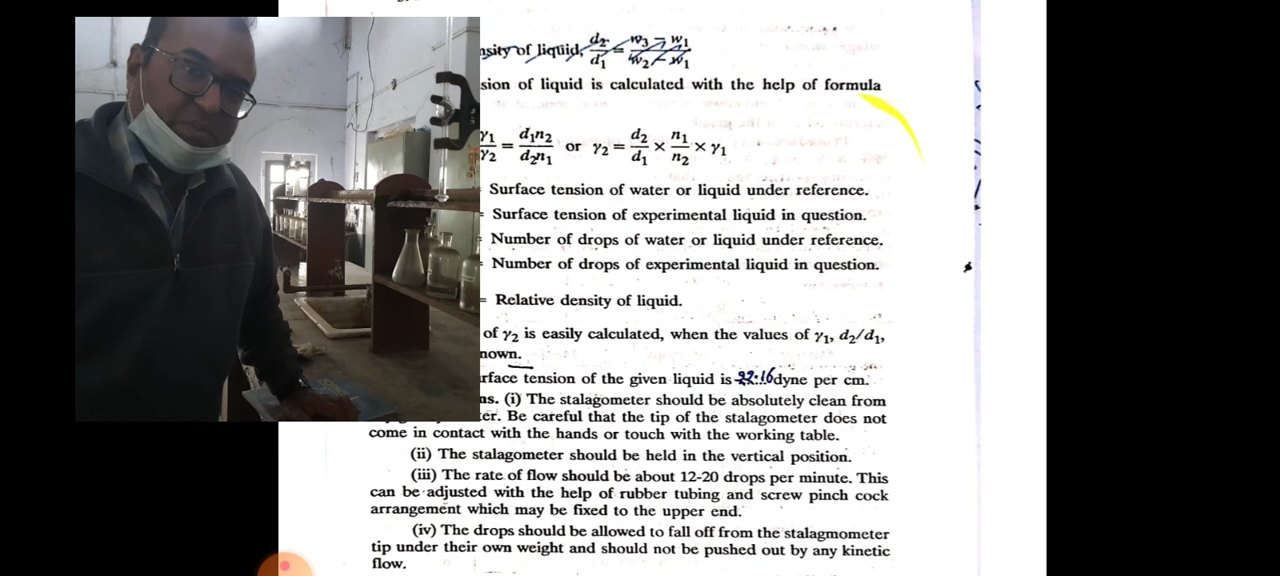 nsity of liquid, d₂/d₁ = w₃ − w₁/w₂ − w₁
sion of liquid is calculated with the help of formula
γ₁/γ₂ = d₁n₂/d₂n₁ or γ₂ = d₂/d₁ × n₁/n₂ × γ₁
Surface tension of water or liquid under reference.
= Surface tension of experimental liquid in question.
= Number of drops of water or liquid under reference.
Number of drops of experimental liquid in question.
= Relative density of liquid.
of γ₂ is easily calculated, when the values of γ₁, d₂/d₁,
nown.
rface tension of the given liquid is 22.16 dyne per cm.
ns. (i) The stalagometer should be absolutely clean from
er. Be careful that the tip of the stalagometer does not
come in contact with the hands or touch with the working table.
(ii) The stalagometer should be held in the vertical position.
(iii) The rate of flow should be about 12-20 drops per minute. This
can be adjusted with the help of rubber tubing and screw pinch cock
arrangement which may be fixed to the upper end.
(iv) The drops should be allowed to fall off from the stalagmometer
tip under their own weight and should not be pushed out by any kinetic
flow.